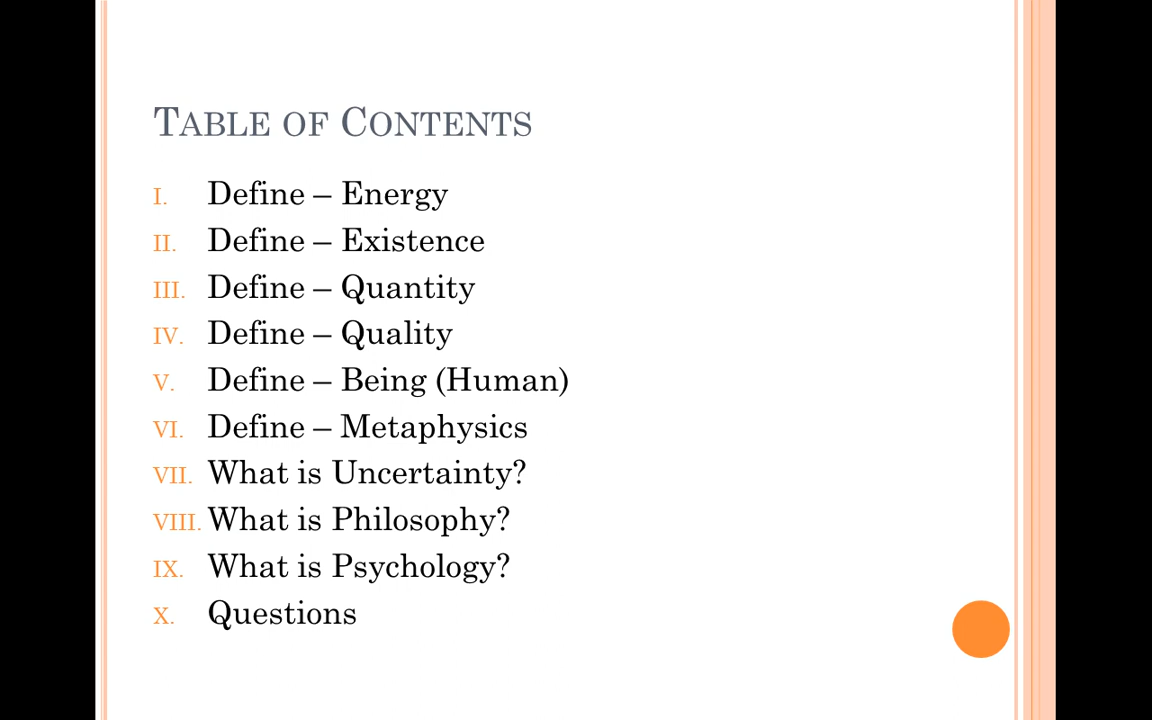 Table of Contents
I. Define – Energy
II. Define – Existence
III. Define – Quantity
IV. Define – Quality
V. Define – Being (Human)
VI. Define – Metaphysics
VII. What is Uncertainty?
VIII. What is Philosophy?
IX. What is Psychology?
X. Questions